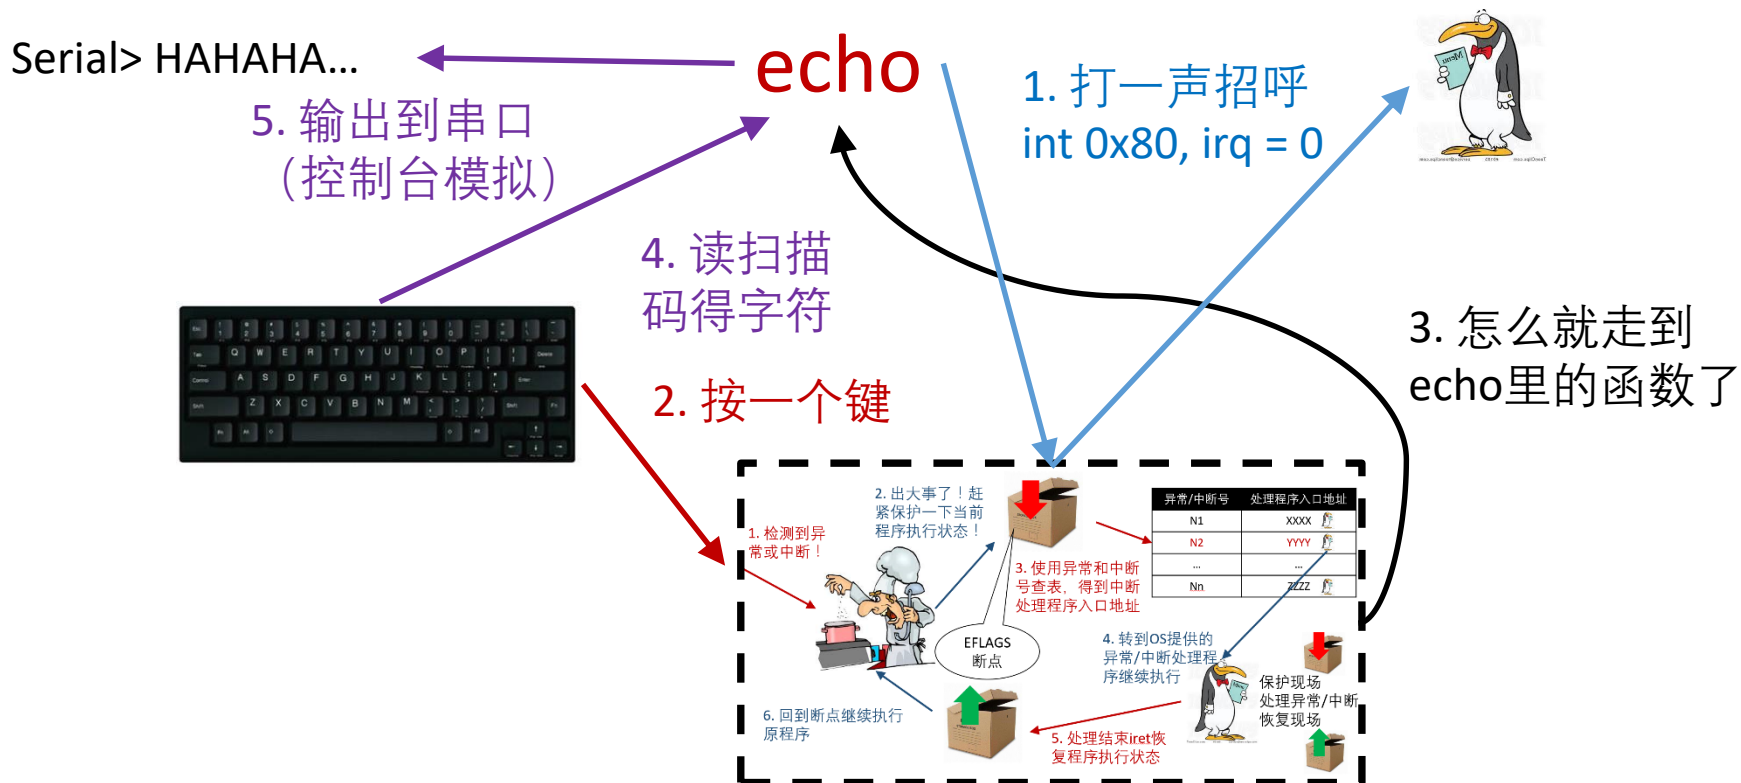 Serial> HAHAHA...
echo
1. 打一声招呼
int 0x80, irq = 0
5. 输出到串口
（控制台模拟）
4. 读扫描
码得字符
3. 怎么就走到
echo里的函数了
2. 按一个键
1. 检测到异
常或中断！
2. 出大事了！赶
紧保护一下当前
程序执行状态！
异常/中断号 处理程序入口地址
N1 XXXX
N2 YYYY
... ...
Nn ZZZZ
3. 使用异常和中断
号查表，得到中断
处理程序入口地址
EFLAGS
断点
4. 转到OS提供的
异常/中断处理程
序继续执行
保护现场
处理异常/中断
恢复现场
5. 处理结束iret恢
复程序执行状态
6. 回到断点继续执行
原程序
Q W E R T Y U I O P
A S D F G H J K L
Z X C V B N M